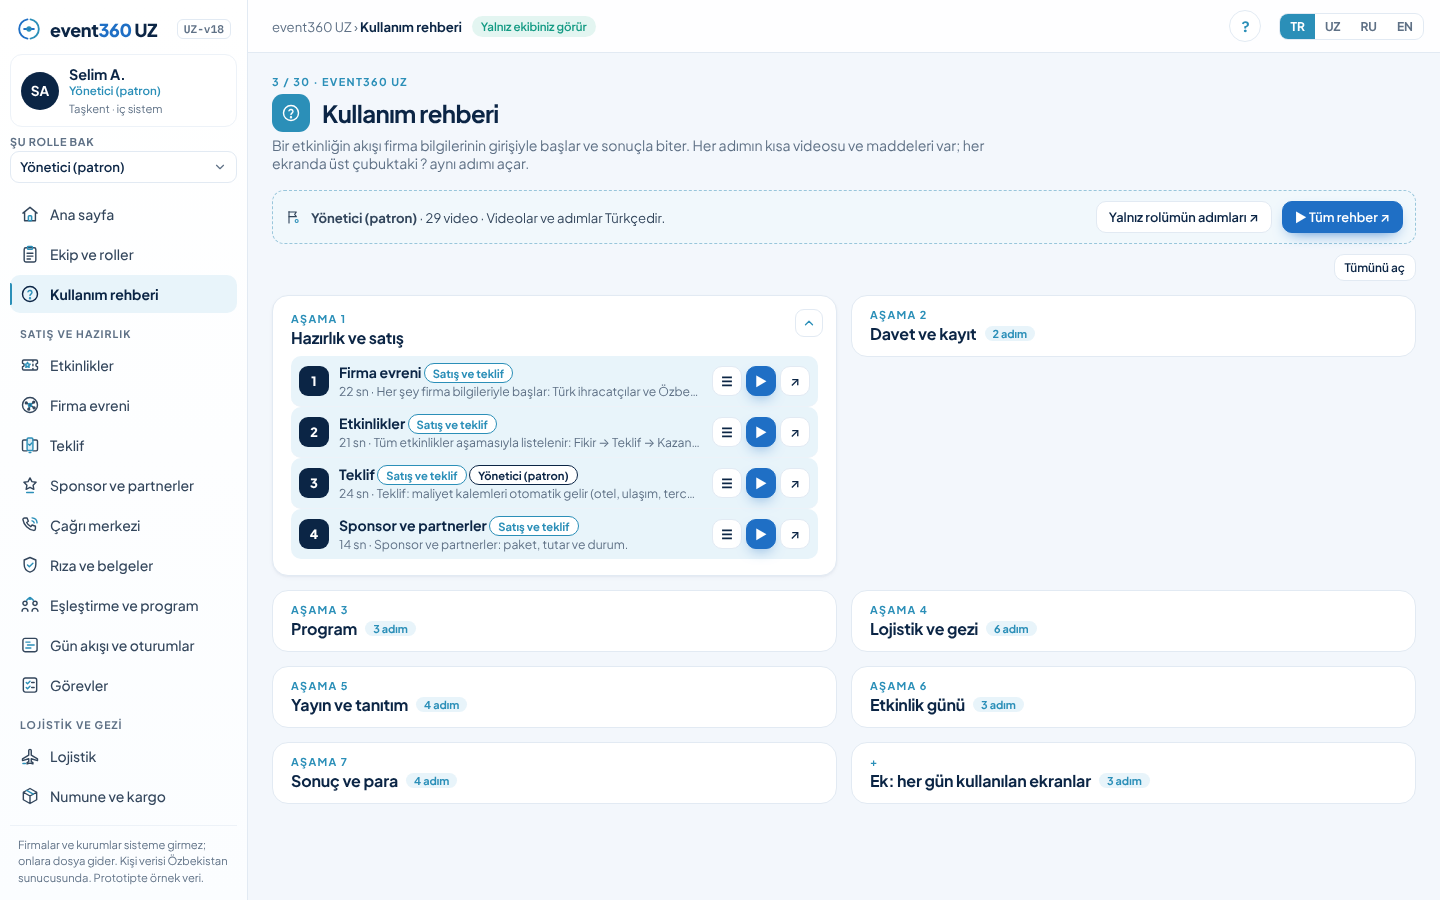 event360 UZ
UZ-v18
SA
Selim A.
Yönetici (patron)
Taşkent · iç sistem
ŞU ROLLE BAK
Yönetici (patron)
Ana sayfa
Ekip ve roller
Kullanım rehberi
SATIŞ VE HAZIRLIK
Etkinlikler
Firma evreni
Teklif
Sponsor ve partnerler
Çağrı merkezi
Rıza ve belgeler
Eşleştirme ve program
Gün akışı ve oturumlar
Görevler
LOJİSTİK VE GEZİ
Lojistik
Numune ve kargo
Firmalar ve kurumlar sisteme girmez;
onlara dosya gider. Kişi verisi Özbekistan
sunucusunda. Prototipte örnek veri.
event360 UZ › Kullanım rehberi
Yalnız ekibiniz görür
?
TR UZ RU EN
3 / 30 · EVENT360 UZ
Kullanım rehberi
Bir etkinliğin akışı firma bilgilerinin girişiyle başlar ve sonuçla biter. Her adımın kısa videosu ve maddeleri var; her
ekranda üst çubuktaki ? aynı adımı açar.
Yönetici (patron) · 29 video · Videolar ve adımlar Türkçedir.
Yalnız rolümün adımları ↗
▶ Tüm rehber ↗
Tümünü aç
AŞAMA 1
Hazırlık ve satış
1
Firma evreni Satış ve teklif
22 sn · Her şey firma bilgileriyle başlar: Türk ihracatçılar ve Özbe...
2
Etkinlikler Satış ve teklif
21 sn · Tüm etkinlikler aşamasıyla listelenir: Fikir → Teklif → Kazan...
3
Teklif Satış ve teklif Yönetici (patron)
24 sn · Teklif: maliyet kalemleri otomatik gelir (otel, ulaşım, terc...
4
Sponsor ve partnerler Satış ve teklif
14 sn · Sponsor ve partnerler: paket, tutar ve durum.
AŞAMA 2
Davet ve kayıt 2 adım
AŞAMA 3
Program 3 adım
AŞAMA 4
Lojistik ve gezi 6 adım
AŞAMA 5
Yayın ve tanıtım 4 adım
AŞAMA 6
Etkinlik günü 3 adım
AŞAMA 7
Sonuç ve para 4 adım
+
Ek: her gün kullanılan ekranlar 3 adım